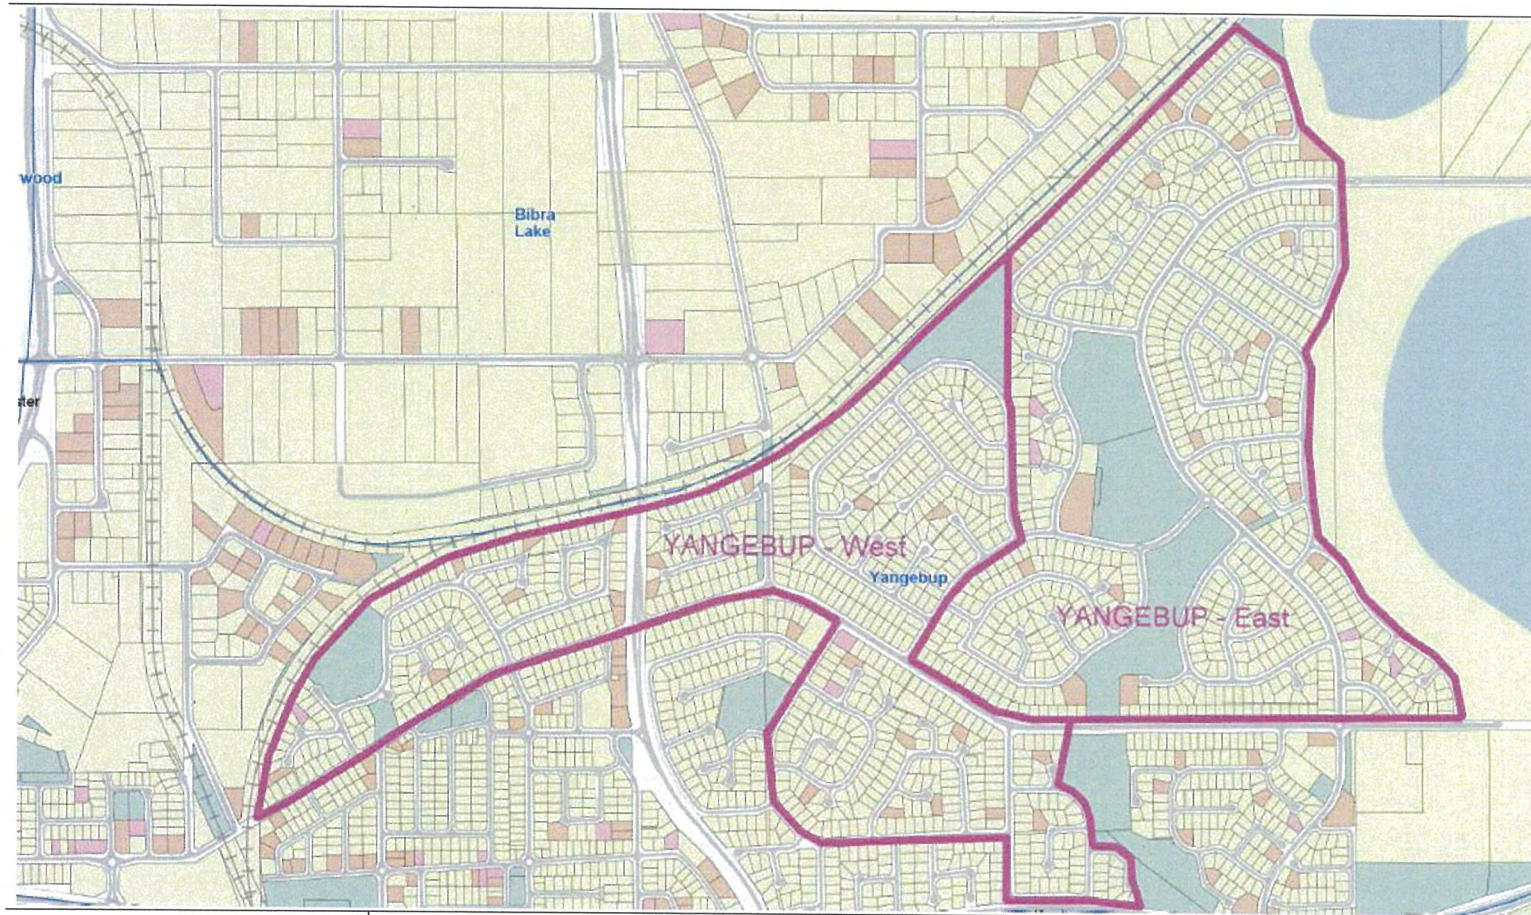 wood
Bibra
Lake
ster
YANGEBUP - West
Yangebup
YANGEBUP - East